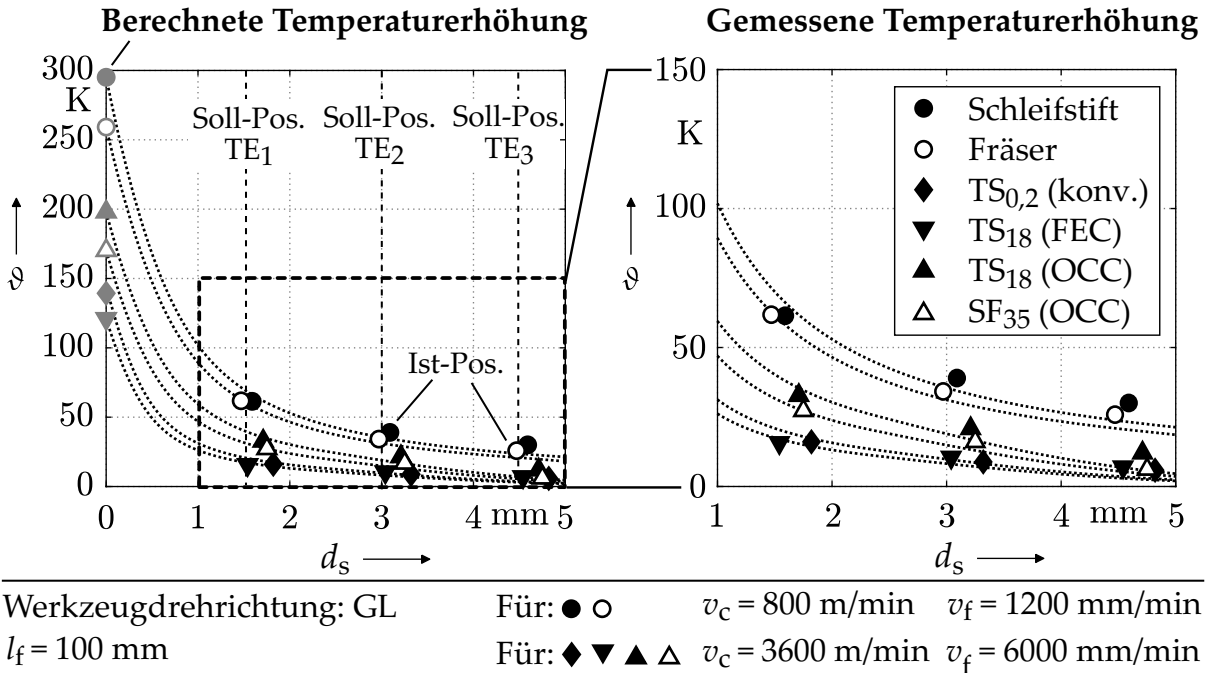 Berechnete Temperaturerhöhung
Gemessene Temperaturerhöhung
300
K
250
200
150
100
50
0
ϑ
Soll-Pos.
TE1
Soll-Pos.
TE2
Soll-Pos.
TE3
Ist-Pos.
0 1 2 3 4 mm 5
ds
150
K
100
50
0
ϑ
Schleifstift
Fräser
TS0,2 (konv.)
TS18 (FEC)
TS18 (OCC)
SF35 (OCC)
1 2 3 4 mm 5
ds
Werkzeugdrehrichtung: GL
lf = 100 mm
Für: vc = 800 m/min vf = 1200 mm/min
Für: vc = 3600 m/min vf = 6000 mm/min